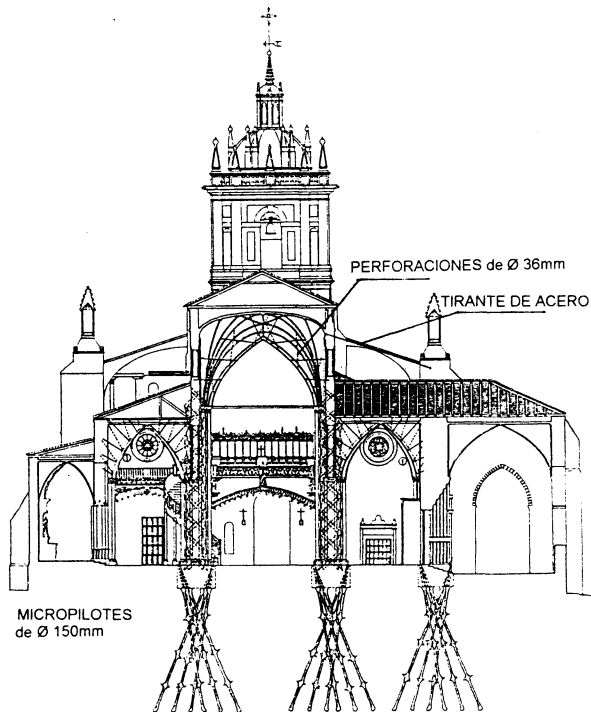 PERFORACIONES de Ø 36mm
TIRANTE DE ACERO
MICROPILOTES
de Ø 150mm